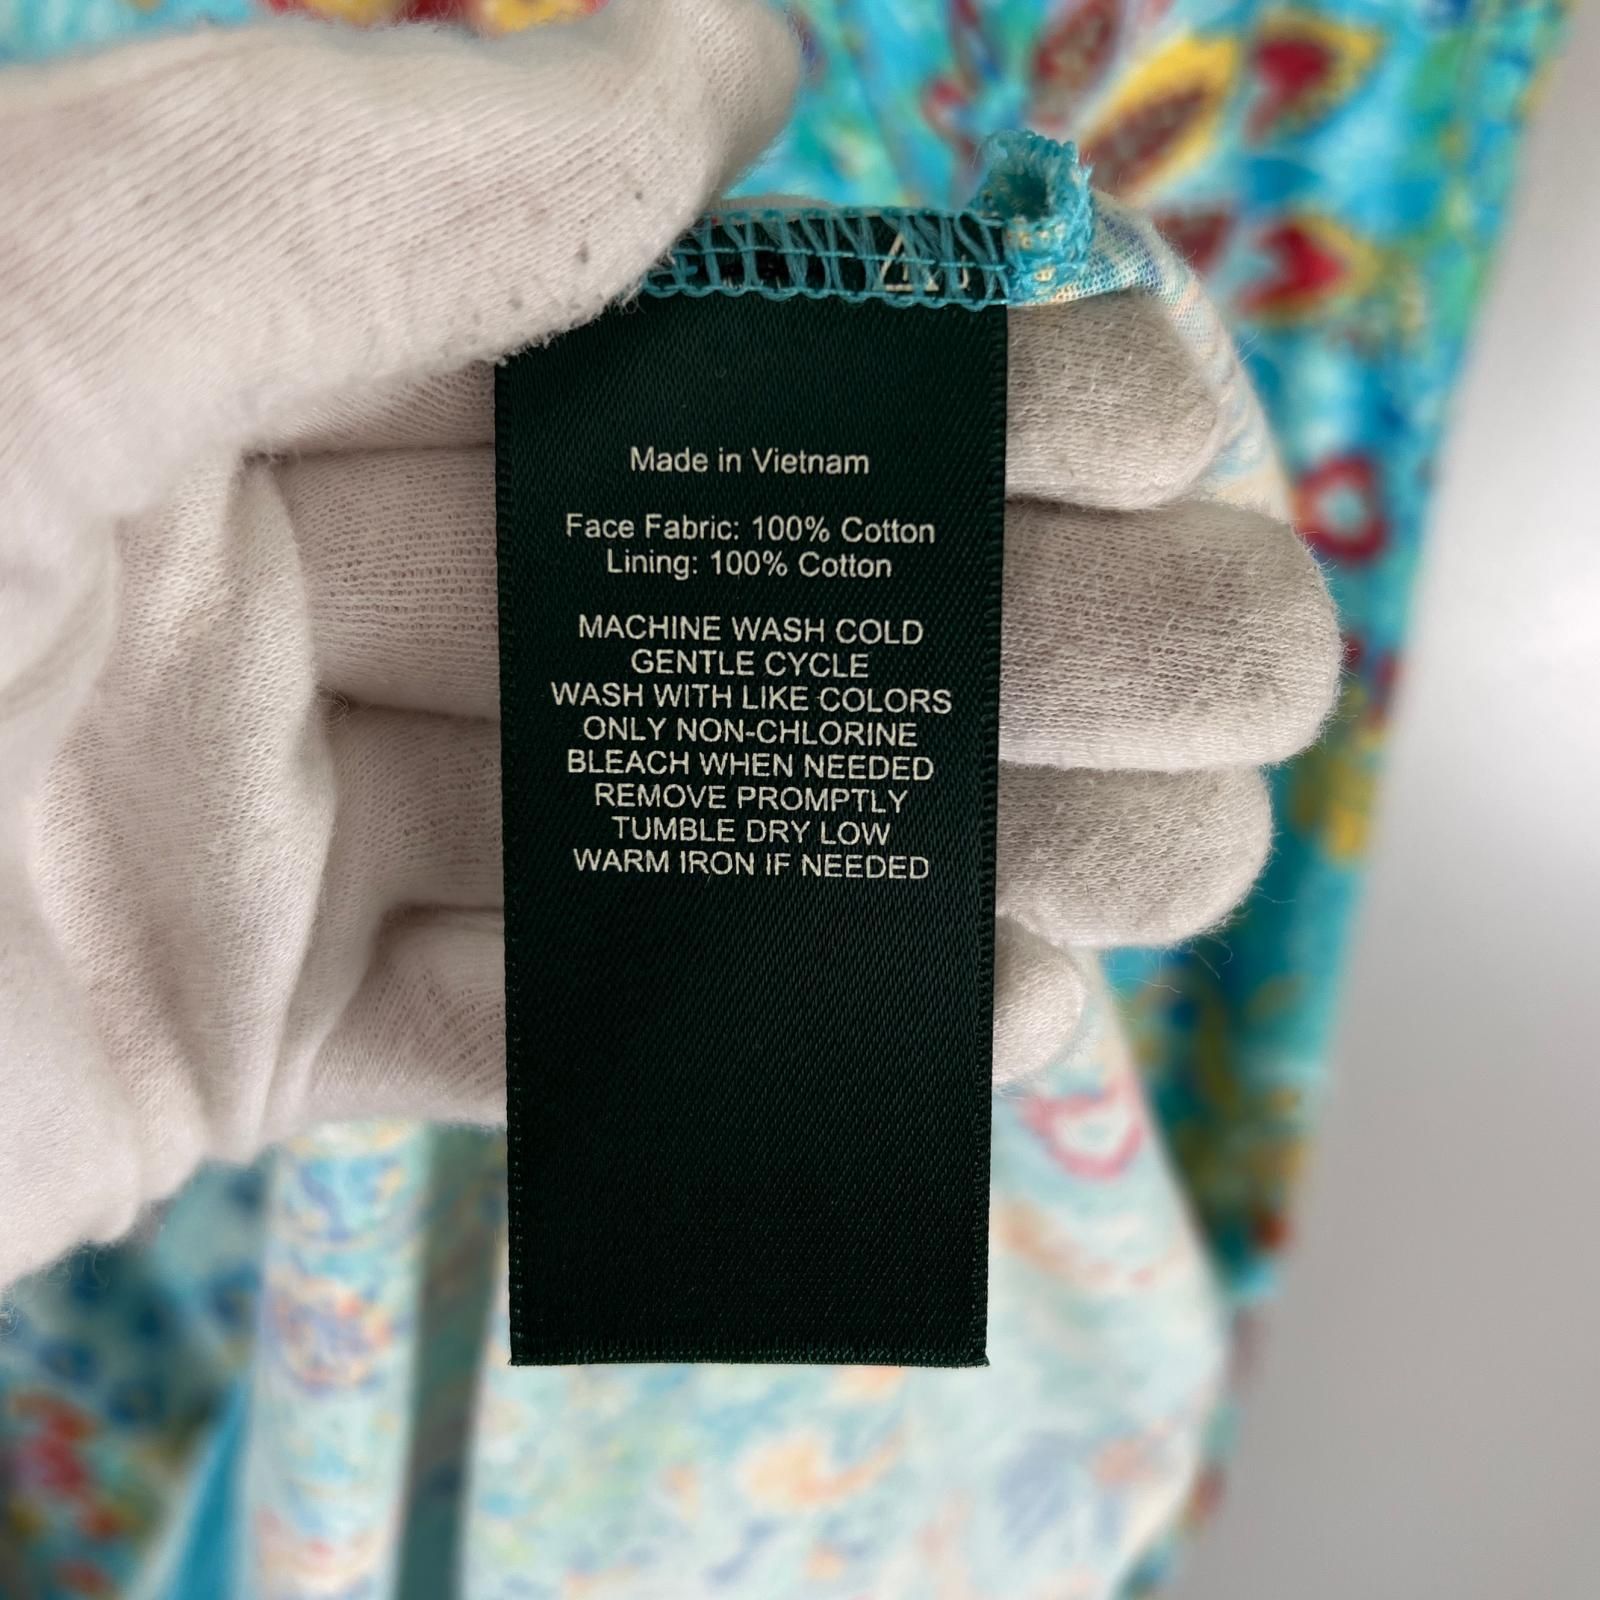 Made in Vietnam
Face Fabric: 100% Cotton
Lining: 100% Cotton
MACHINE WASH COLD
GENTLE CYCLE
WASH WITH LIKE COLORS
ONLY NON-CHLORINE
BLEACH WHEN NEEDED
REMOVE PROMPTLY
TUMBLE DRY LOW
WARM IRON IF NEEDED